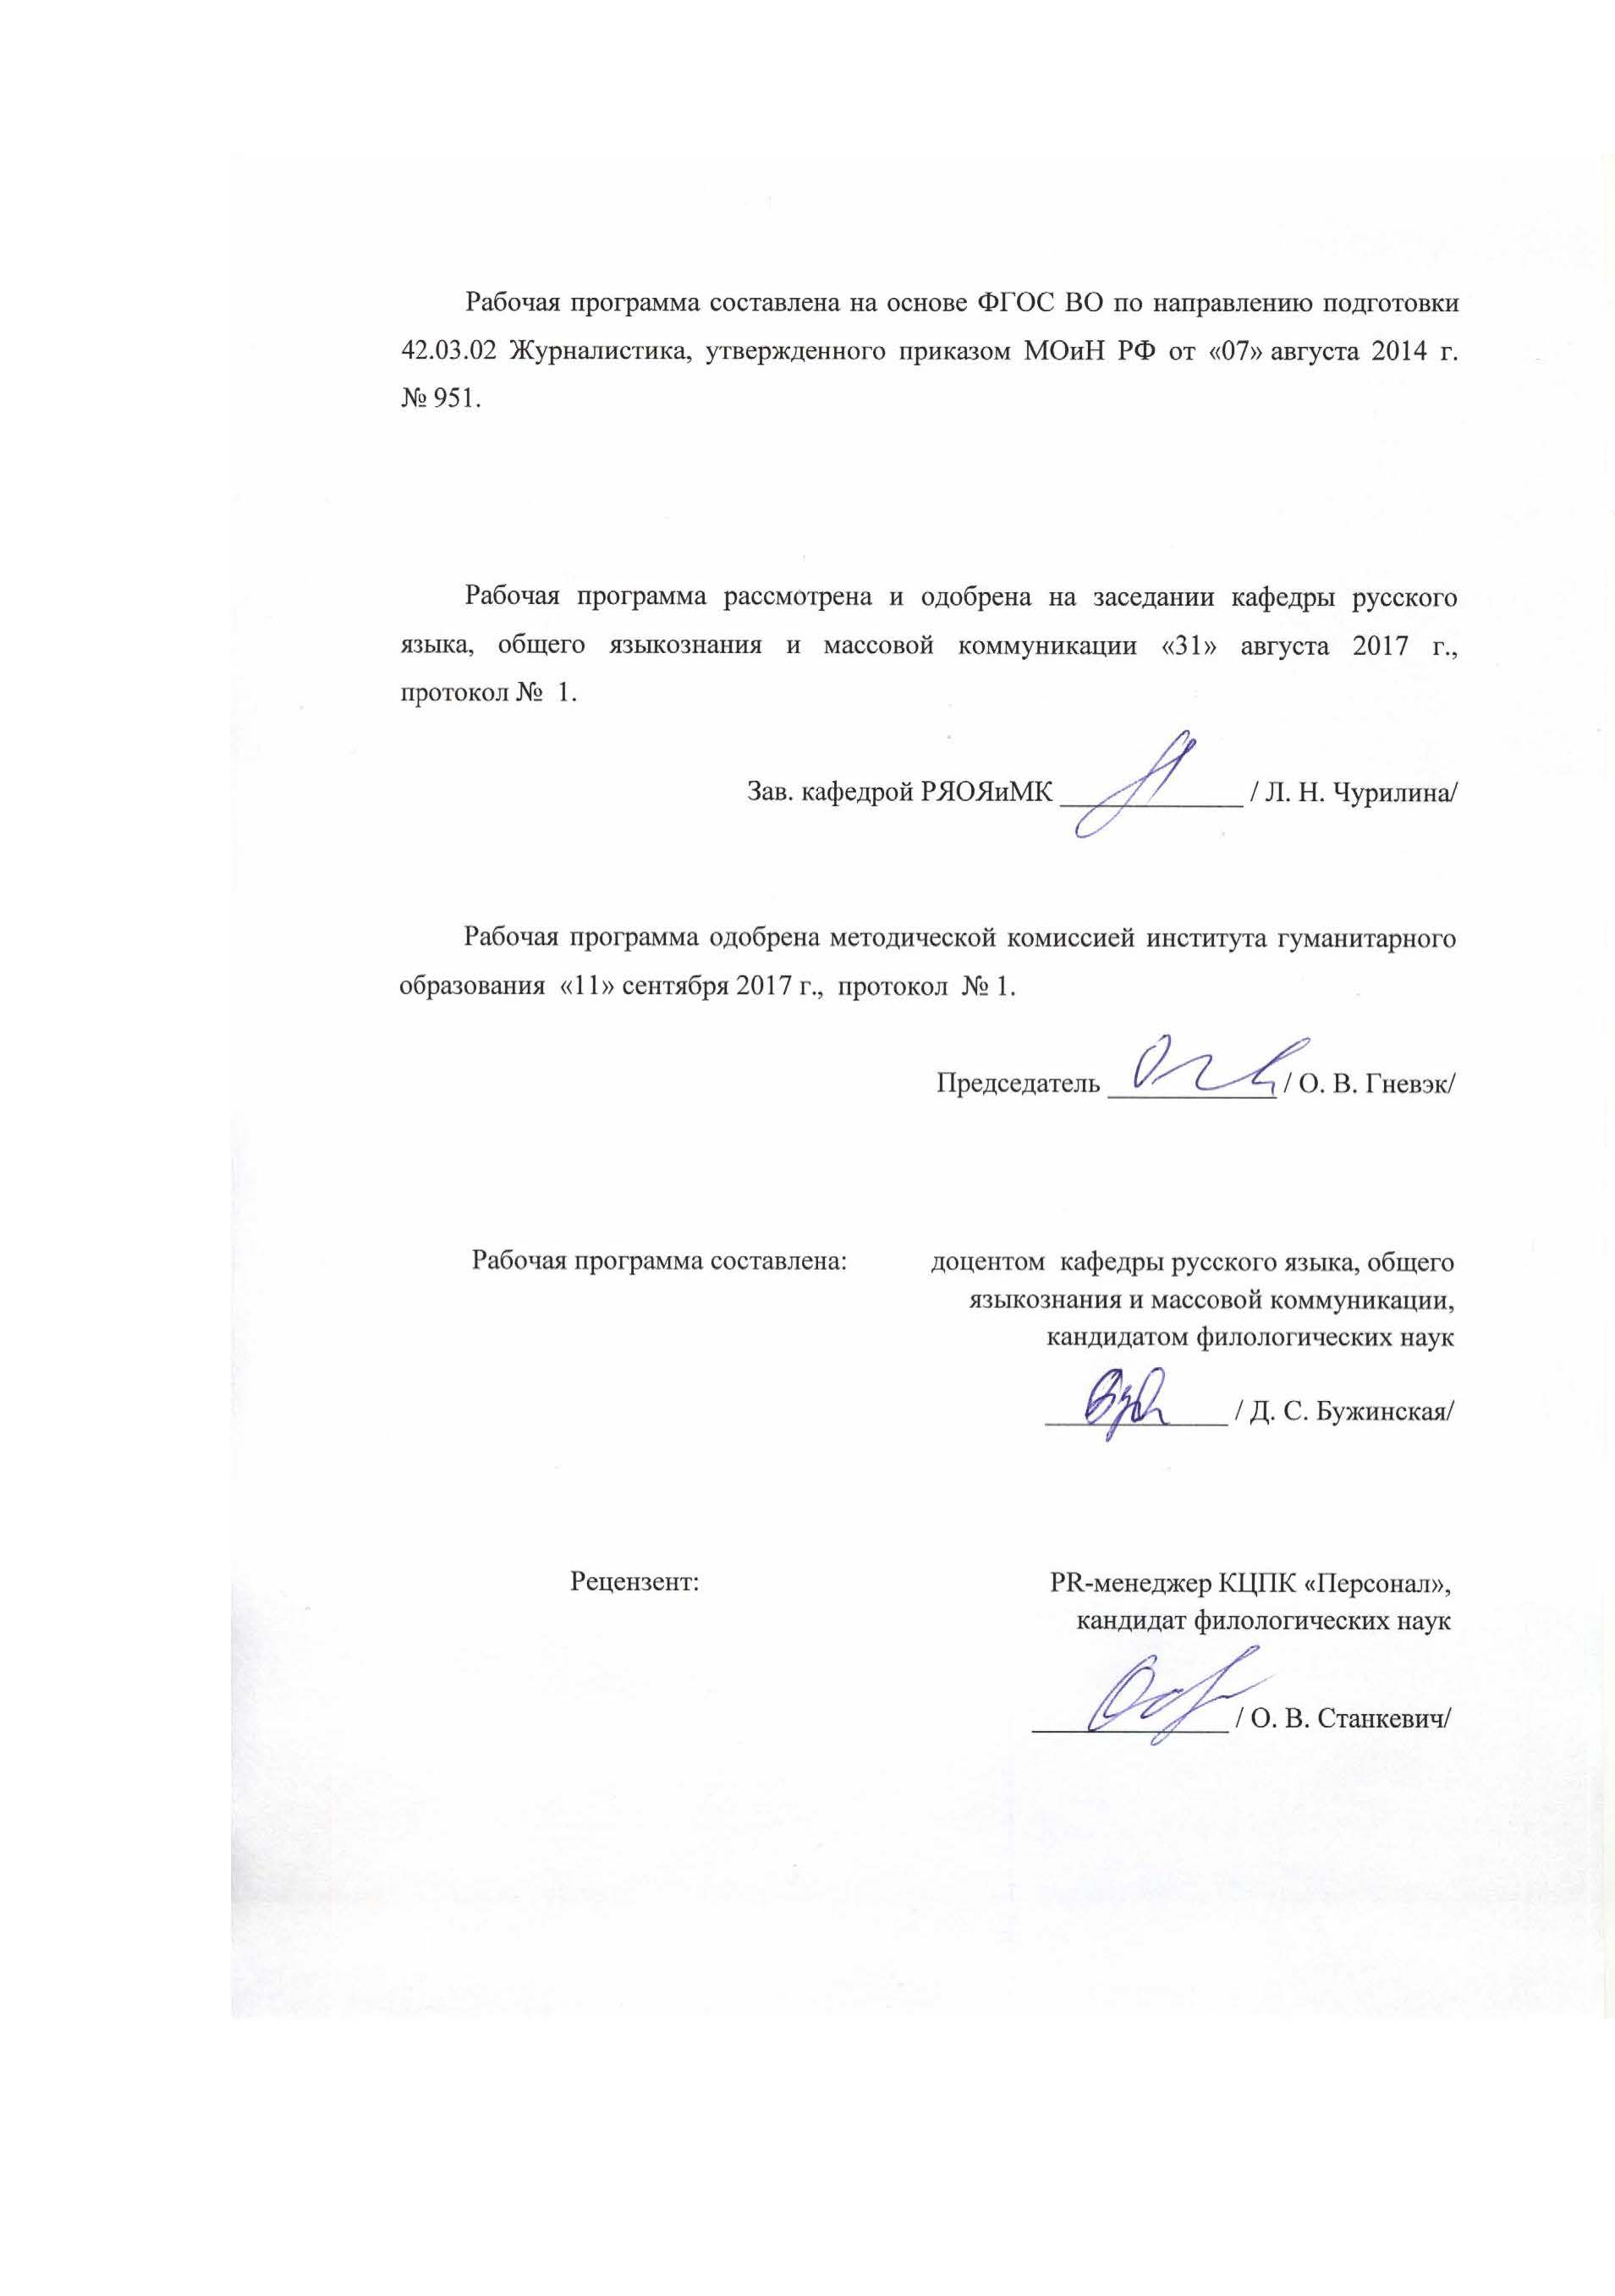 Рабочая программа составлена на основе ФГОС ВО по направлению подготовки
42.03.02 Журналистика, утвержденного приказом МОиН РФ от «07» августа 2014 г.
№ 951.
Рабочая программа рассмотрена и одобрена на заседании кафедры русского
языка, общего языкознания и массовой коммуникации «31» августа 2017 г.,
протокол № 1.
Зав. кафедрой РЯОЯиМК ______________ / Л. Н. Чурилина/
Рабочая программа одобрена методической комиссией института гуманитарного
образования «11» сентября 2017 г., протокол № 1.
Председатель _____________ / О. В. Гневэк/
Рабочая программа составлена: доцентом кафедры русского языка, общего
языкознания и массовой коммуникации,
кандидатом филологических наук
______________ / Д. С. Бужинская/
Рецензент: PR-менеджер КЦПК «Персонал»,
кандидат филологических наук
_______________ / О. В. Станкевич/